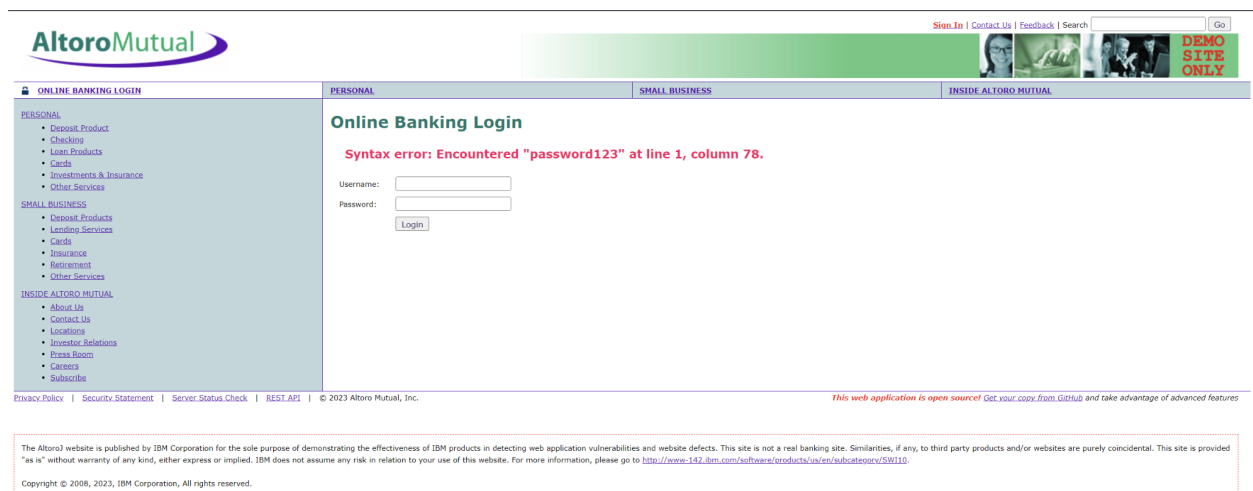 Sign In | Contact Us | Feedback | Search Go
AltoroMutual
DEMO
SITE
ONLY
ONLINE BANKING LOGIN PERSONAL SMALL BUSINESS INSIDE ALTORO MUTUAL
PERSONAL
• Deposit Product
• Checking
• Loan Products
• Cards
• Investments & Insurance
• Other Services
SMALL BUSINESS
• Deposit Products
• Lending Services
• Cards
• Insurance
• Retirement
• Other Services
INSIDE ALTORO MUTUAL
• About Us
• Contact Us
• Locations
• Investor Relations
• Press Room
• Careers
• Subscribe
Online Banking Login
Syntax error: Encountered "password123" at line 1, column 78.
Username:
Password:
Login
Privacy Policy | Security Statement | Server Status Check | REST API | © 2023 Altoro Mutual, Inc. This web application is open source! Get your copy from GitHub and take advantage of advanced features
The AltoroJ website is published by IBM Corporation for the sole purpose of demonstrating the effectiveness of IBM products in detecting web application vulnerabilities and website defects. This site is not a real banking site. Similarities, if any, to third party products and/or websites are purely coincidental. This site is provided
"as is" without warranty of any kind, either express or implied. IBM does not assume any risk in relation to your use of this website. For more information, please go to http://www-142.ibm.com/software/products/us/en/subcategory/SWI10.
Copyright © 2008, 2023, IBM Corporation, All rights reserved.